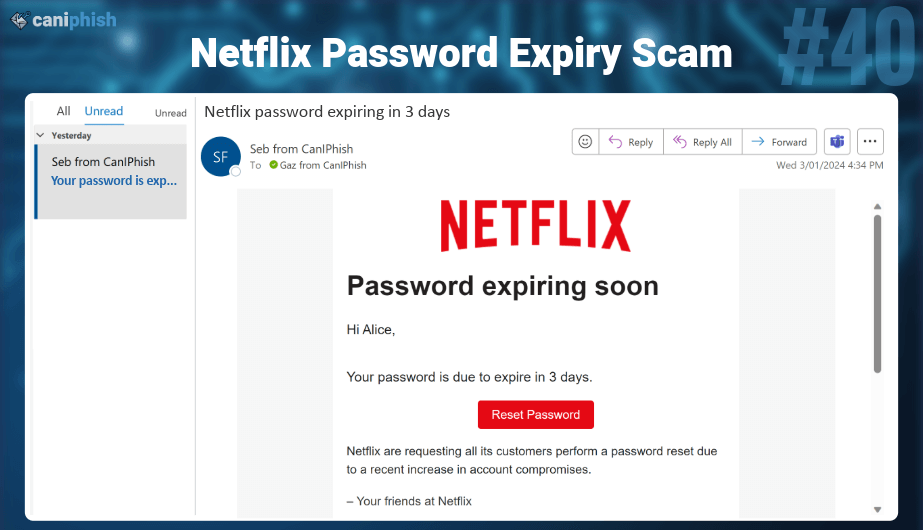 caniphish
#40
Netflix Password Expiry Scam
All Unread Unread
Yesterday
Seb from CanIPhish
Your password is exp...
Netflix password expiring in 3 days
SF
Seb from CanIPhish
To Gaz from CanIPhish
Reply Reply All Forward
Wed 3/01/2024 4:34 PM
NETFLIX
Password expiring soon
Hi Alice,
Your password is due to expire in 3 days.
Reset Password
Netflix are requesting all its customers perform a password reset due
to a recent increase in account compromises.
– Your friends at Netflix